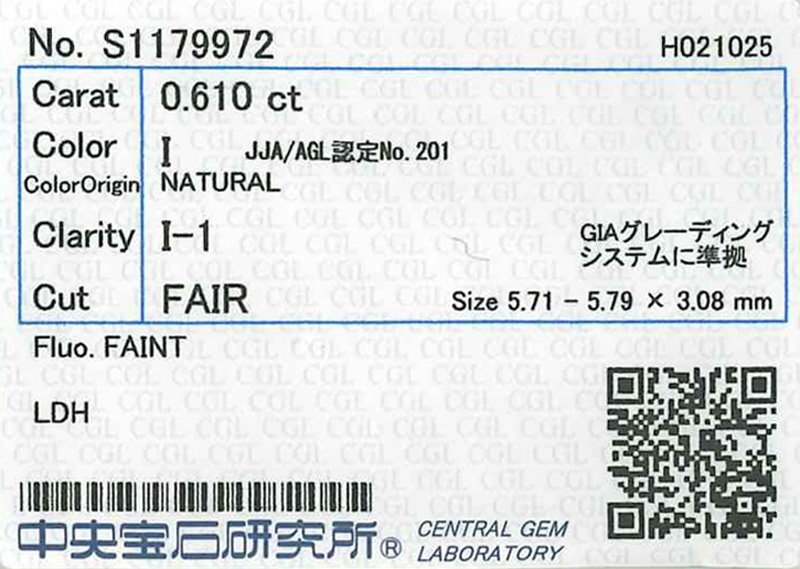 No. S1179972
H021025
Carat 0.610 ct
Color I JJA/AGL認定No. 201
ColorOrigin NATURAL
Clarity I-1
GIAグレーディング
システムに準拠
Cut FAIR
Size 5.71 - 5.79 × 3.08 mm
Fluo. FAINT
LDH
中央宝石研究所® CENTRAL GEM
LABORATORY
CGL